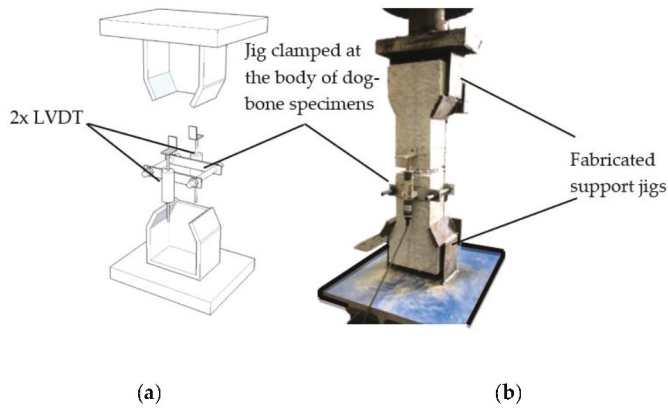 Jig clamped at
the body of dog-
bone specimens
2x LVDT
Fabricated
support jigs
(a)
(b)